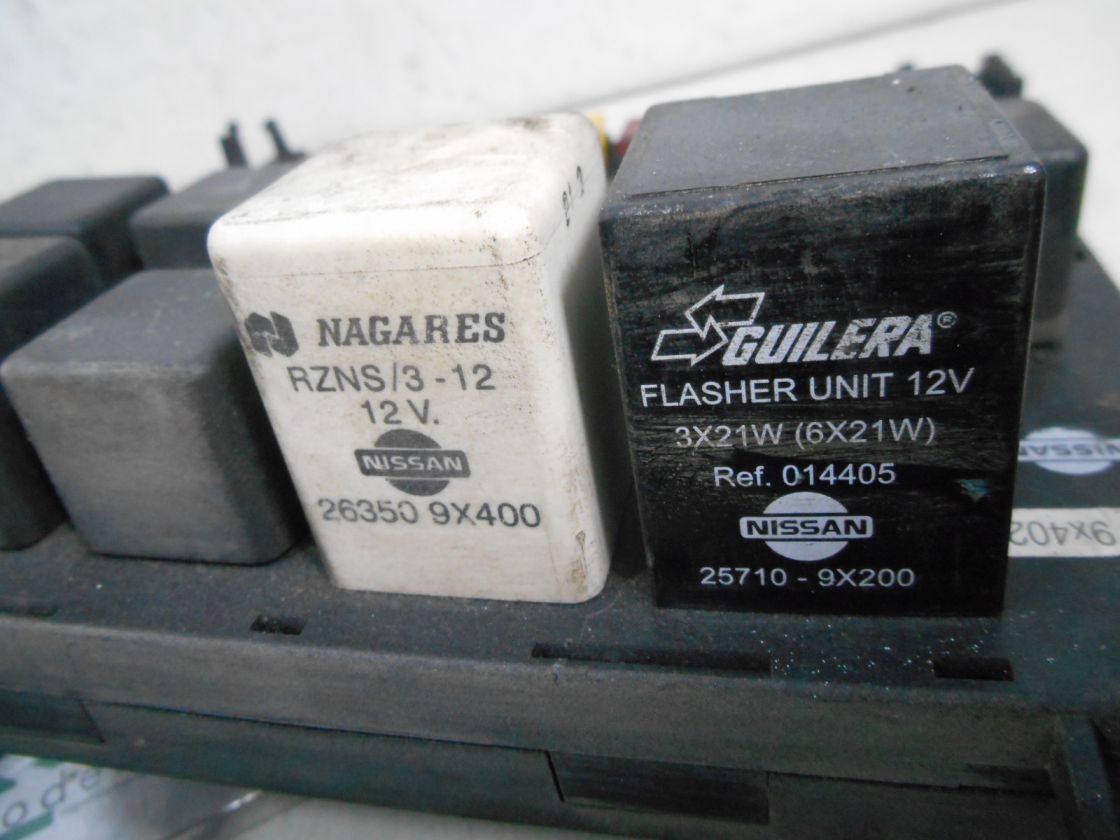 NAGARES
RZNS/3-12
12 V.
NISSAN
26350 9X400
GUILERA®
FLASHER UNIT 12V
3X21W (6X21W)
Ref. 014405
NISSAN
25710 - 9X200
NISSAN
9X402